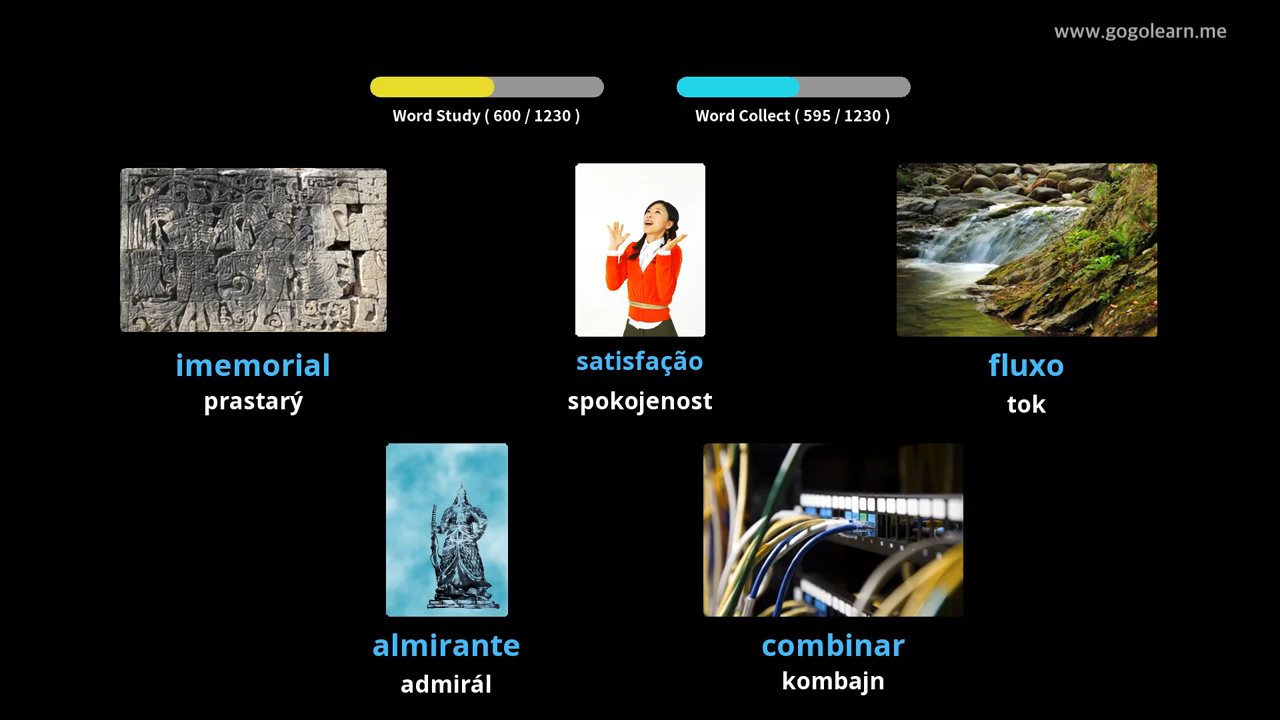 www.gogolearn.me
Word Study ( 600 / 1230 )
Word Collect ( 595 / 1230 )
imemorial
prastarý
satisfação
spokojenost
fluxo
tok
almirante
admirál
combinar
kombajn